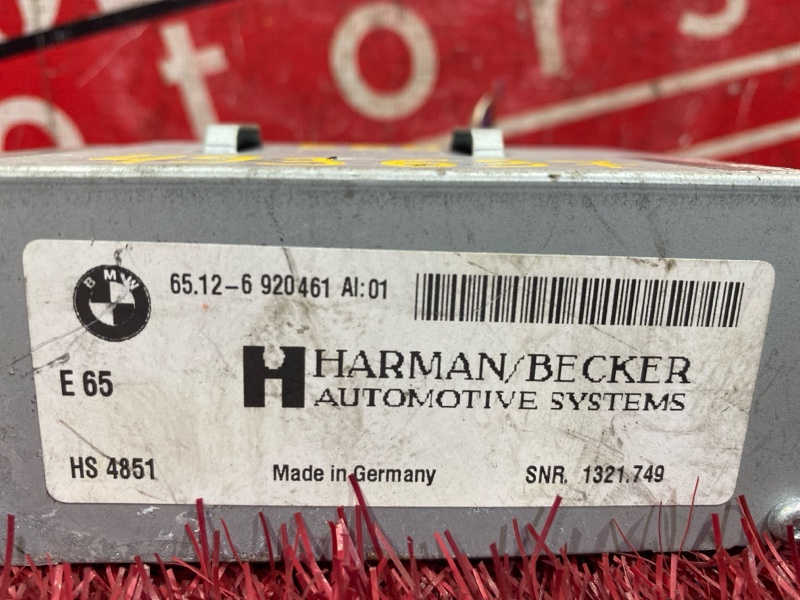 otors
BMW
65.12-6 920461 AI:01
HARMAN/BECKER
AUTOMOTIVE SYSTEMS
E 65
HS 4851
Made in Germany
SNR. 1321.749